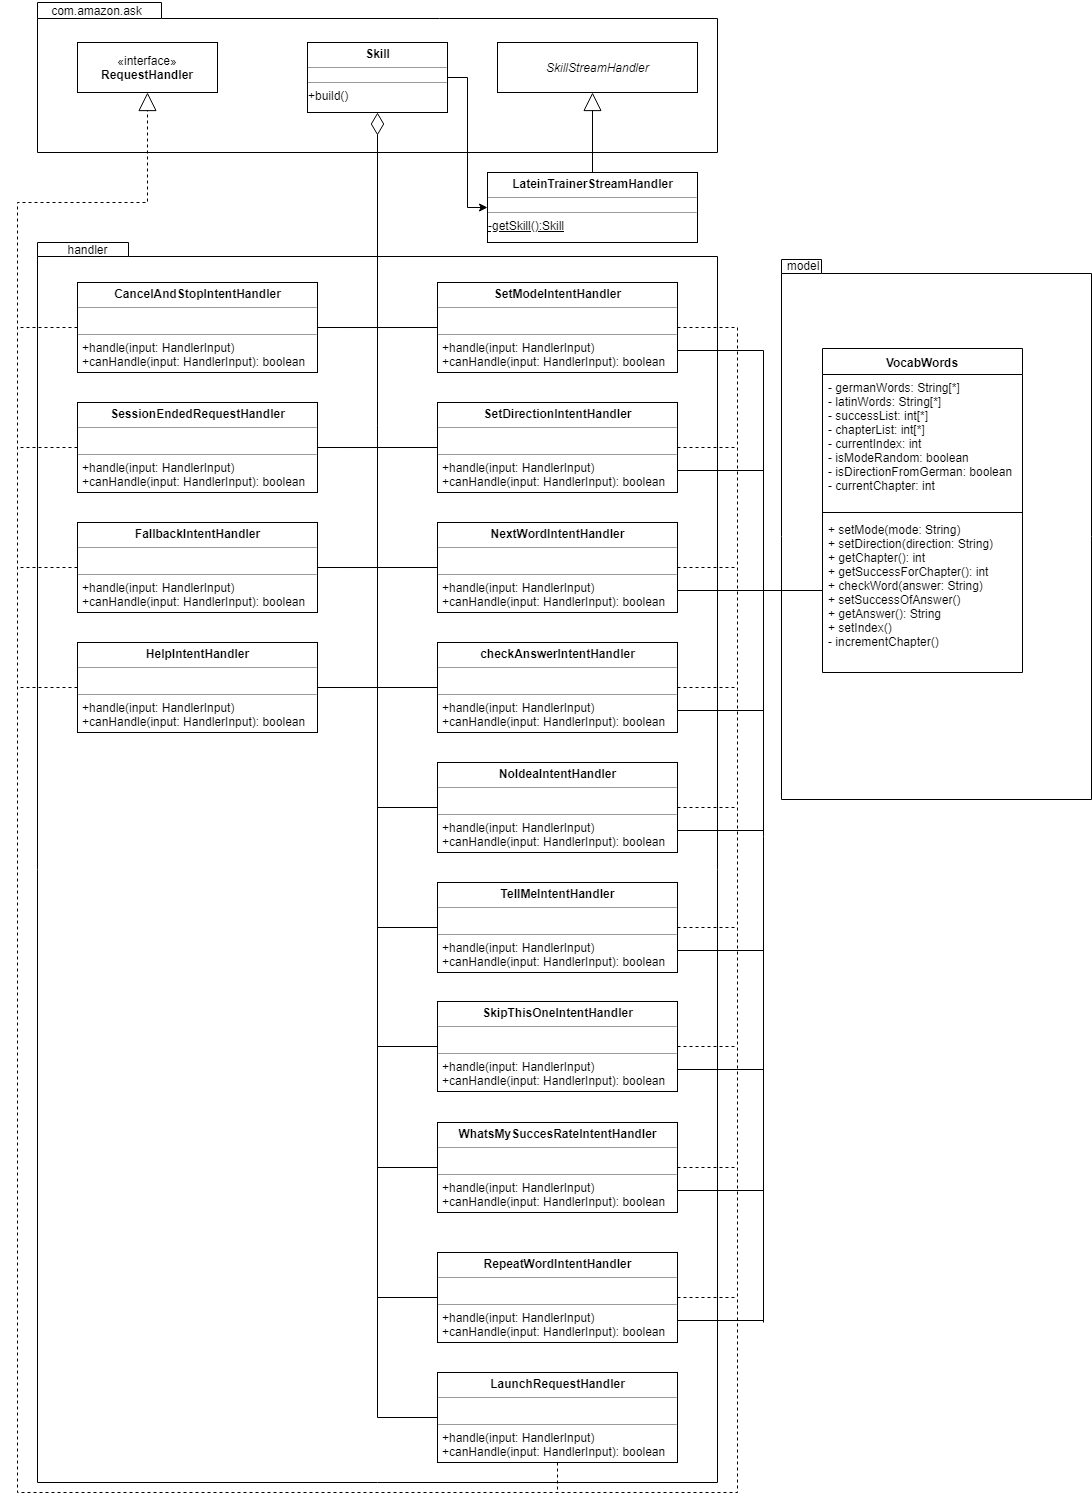 com.amazon.ask
«interface»
RequestHandler
Skill
+build()
SkillStreamHandler
LateinTrainerStreamHandler
-getSkill():Skill
handler
CancelAndStopIntentHandler
+handle(input: HandlerInput)
+canHandle(input: HandlerInput): boolean
SetModeIntentHandler
+handle(input: HandlerInput)
+canHandle(input: HandlerInput): boolean
SessionEndedRequestHandler
+handle(input: HandlerInput)
+canHandle(input: HandlerInput): boolean
SetDirectionIntentHandler
+handle(input: HandlerInput)
+canHandle(input: HandlerInput): boolean
FallbackIntentHandler
+handle(input: HandlerInput)
+canHandle(input: HandlerInput): boolean
NextWordIntentHandler
+handle(input: HandlerInput)
+canHandle(input: HandlerInput): boolean
HelpIntentHandler
+handle(input: HandlerInput)
+canHandle(input: HandlerInput): boolean
checkAnswerIntentHandler
+handle(input: HandlerInput)
+canHandle(input: HandlerInput): boolean
NoIdeaIntentHandler
+handle(input: HandlerInput)
+canHandle(input: HandlerInput): boolean
TellMeIntentHandler
+handle(input: HandlerInput)
+canHandle(input: HandlerInput): boolean
SkipThisOneIntentHandler
+handle(input: HandlerInput)
+canHandle(input: HandlerInput): boolean
WhatsMySuccesRateIntentHandler
+handle(input: HandlerInput)
+canHandle(input: HandlerInput): boolean
RepeatWordIntentHandler
+handle(input: HandlerInput)
+canHandle(input: HandlerInput): boolean
LaunchRequestHandler
+handle(input: HandlerInput)
+canHandle(input: HandlerInput): boolean
model
VocabWords
- germanWords: String[*]
- latinWords: String[*]
- successList: int[*]
- chapterList: int[*]
- currentIndex: int
- isModeRandom: boolean
- isDirectionFromGerman: boolean
- currentChapter: int
+ setMode(mode: String)
+ setDirection(direction: String)
+ getChapter(): int
+ getSuccessForChapter(): int
+ checkWord(answer: String)
+ setSuccessOfAnswer()
+ getAnswer(): String
+ setIndex()
- incrementChapter()